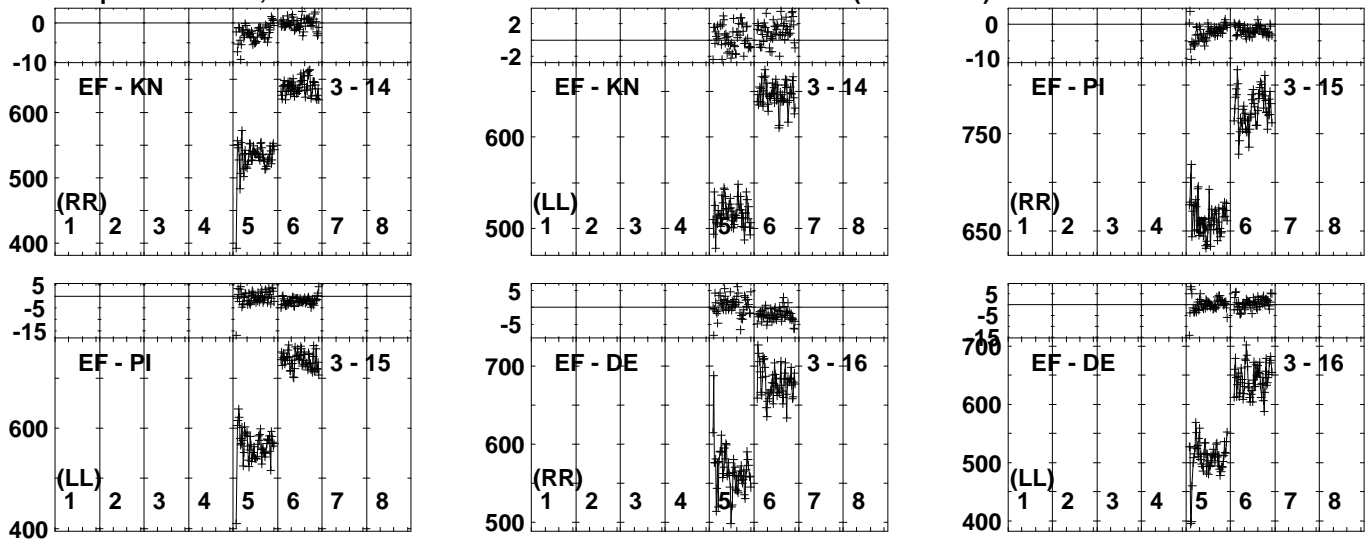 0
-10
EF - KN 3 - 14
600
500
(RR)
1 2 3 4 5 6 7 8
400
2
-2
EF - KN 3 - 14
600
(LL)
500 1 2 3 4 5 6 7 8
0
-10
EF - PI 3 - 15
750
(RR)
650 1 2 3 4 5 6 7 8
5
-5
-15
EF - PI 3 - 15
600
(LL)
1 2 3 4 5 6 7 8
400
5
-5
700 EF - DE 3 - 16
600
(RR)
1 2 3 4 5 6 7 8
500
5
-5
-15
700
EF - DE 3 - 16
600
500
(LL)
1 2 3 4 5 6 7 8
400